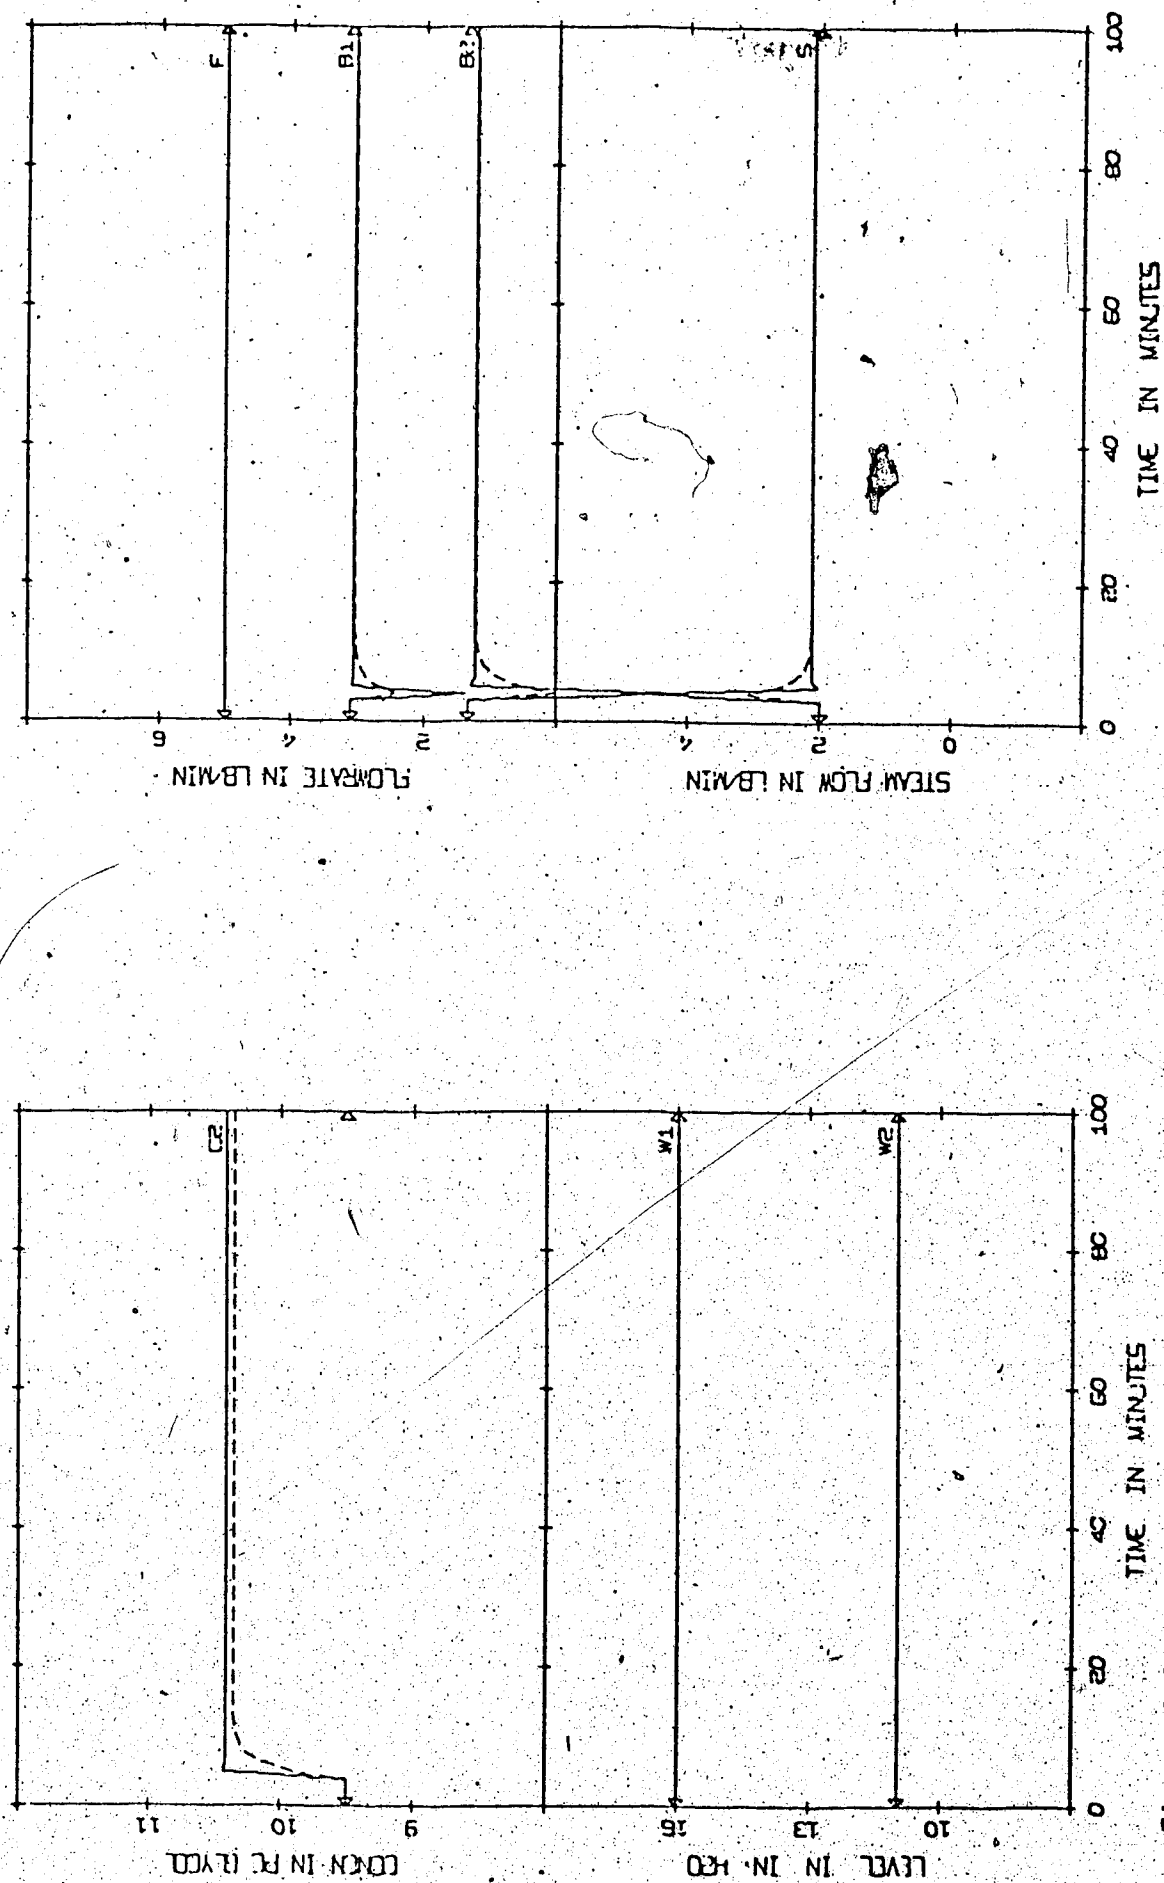 F
B1
B2
S
6
4
2
4
2
0
FLOWRATE IN LB/MIN
STEAM FLOW IN LB/MIN
0
20
40
60
80
100
TIME IN MINUTES
C2
W1
W2
11
10
9
16
13
10
CONCN IN PC GLYCOL
LEVEL IN IN H2O
0
20
40
60
80
100
TIME IN MINUTES